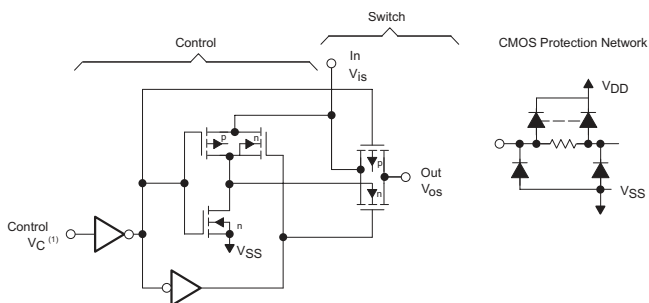 Switch
Control
CMOS Protection Network
In
Vis
VDD
p
n
p
Out
Vos
n
VSS
Control
VC (1)
n
VSS